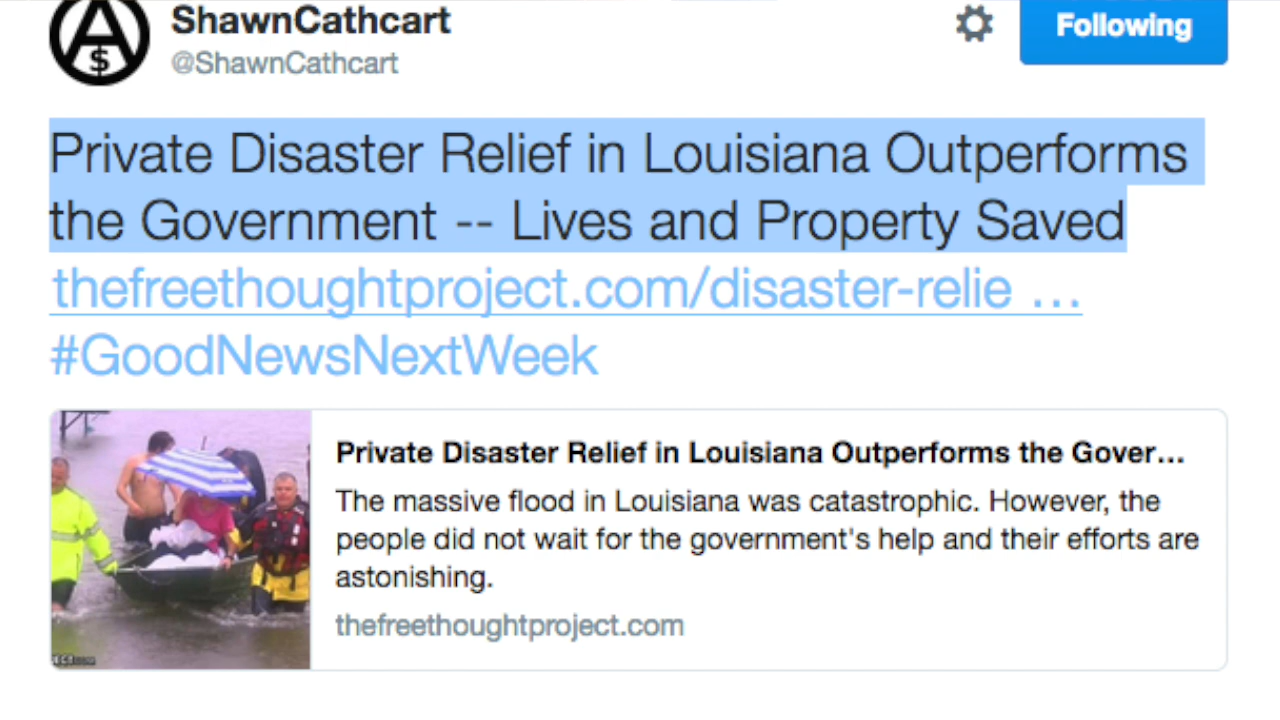 ShawnCathcart
@ShawnCathcart
Following
Private Disaster Relief in Louisiana Outperforms
the Government -- Lives and Property Saved
thefreethoughtproject.com/disaster-relie …
#GoodNewsNextWeek
Private Disaster Relief in Louisiana Outperforms the Gover...
The massive flood in Louisiana was catastrophic. However, the
people did not wait for the government's help and their efforts are
astonishing.
thefreethoughtproject.com